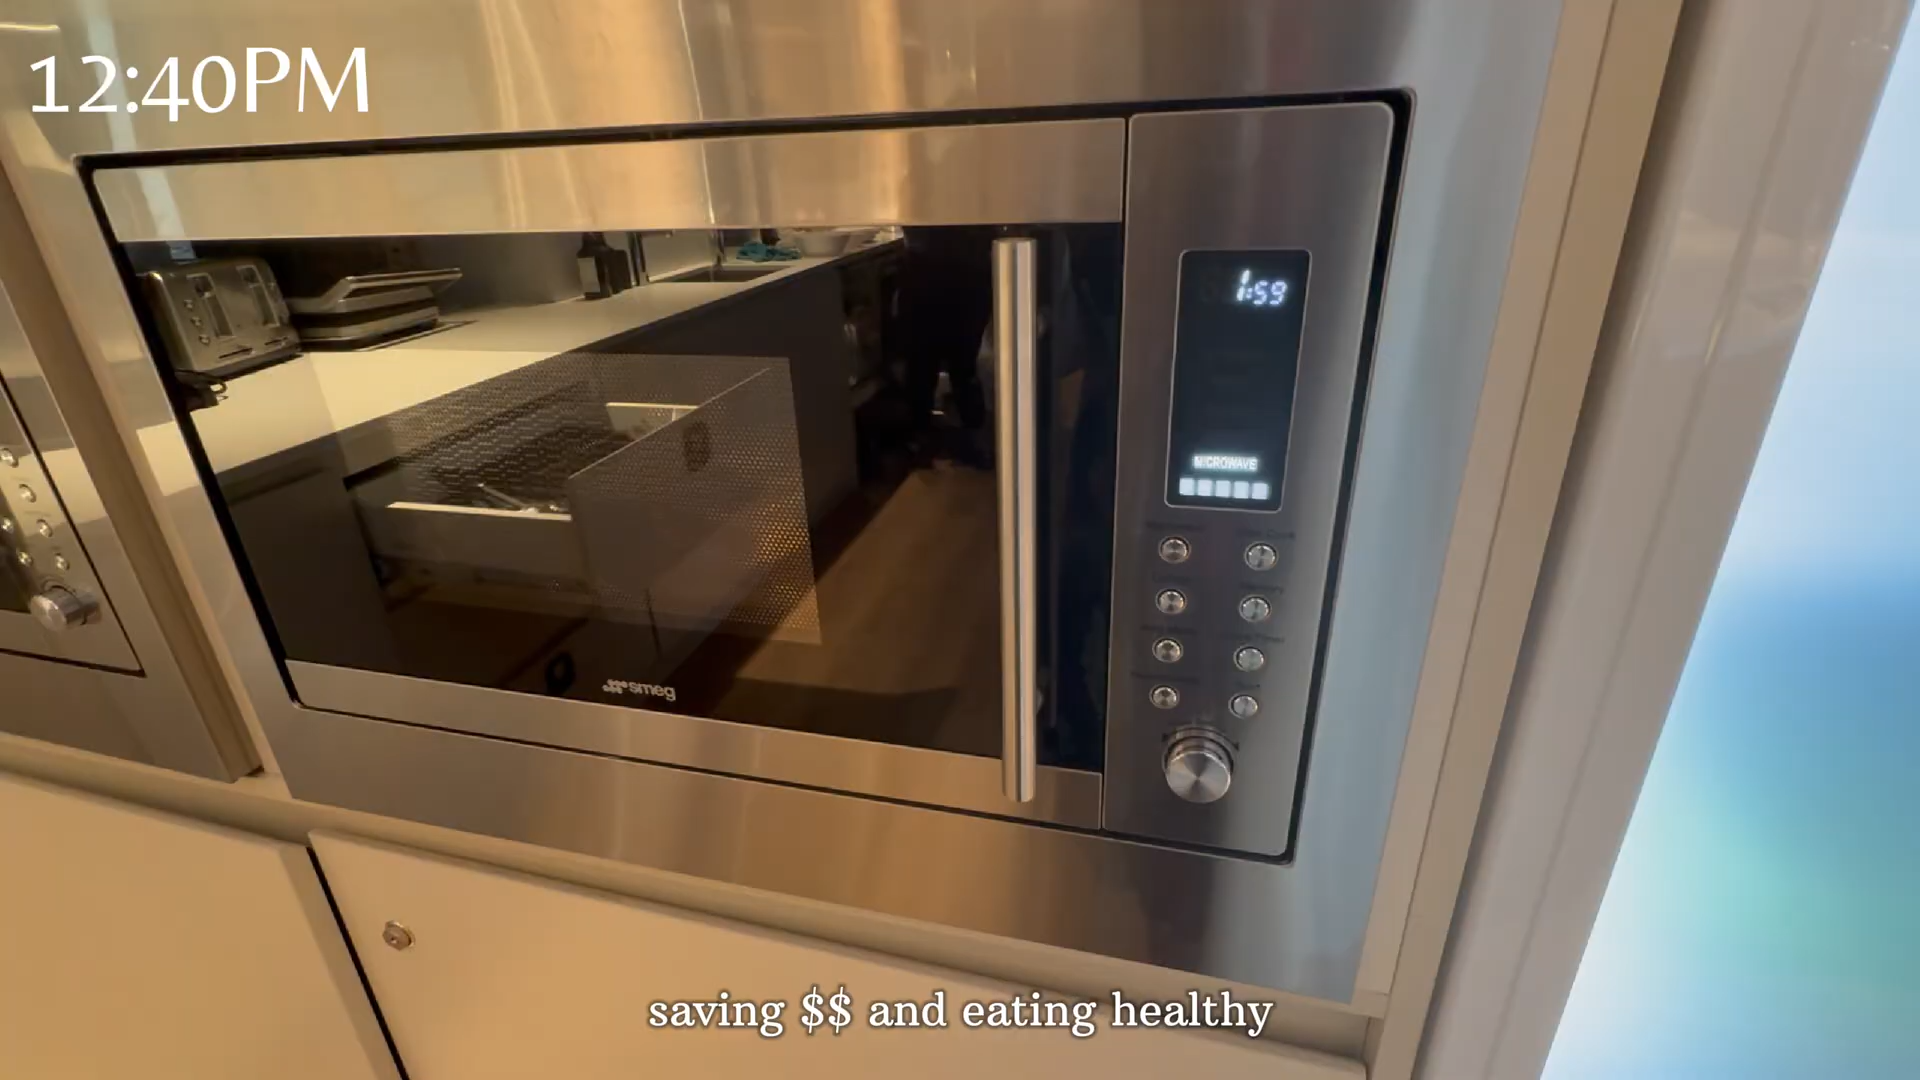 12:40PM
1:59
MICROWAVE
smeg
saving $$ and eating healthy